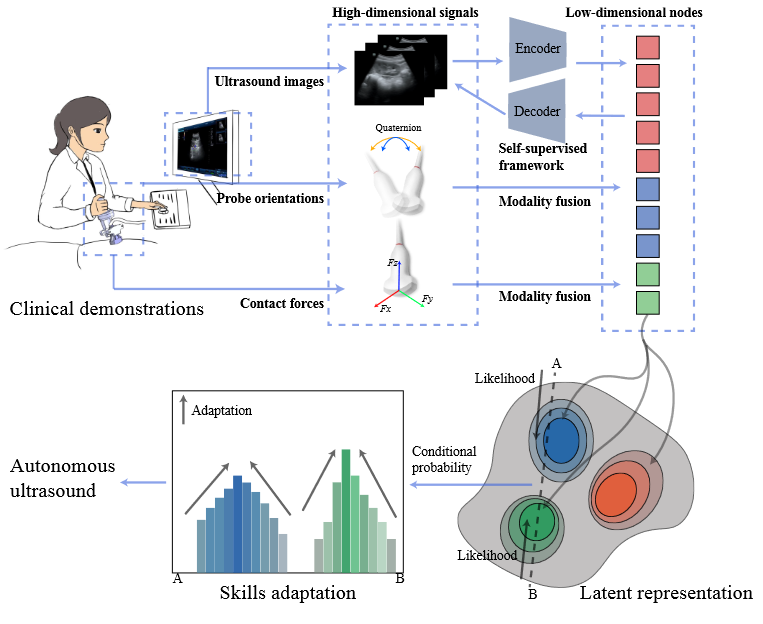 High-dimensional signals
Low-dimensional nodes
Ultrasound images
Encoder
Decoder
Quaternion
Self-supervised
framework
Probe orientations
Modality fusion
Fz
Contact forces
Fx
Fy
Modality fusion
Clinical demonstrations
A
Likelihood
Adaptation
Conditional
probability
Autonomous
ultrasound
Likelihood
A
B
Skills adaptation
B
Latent representation